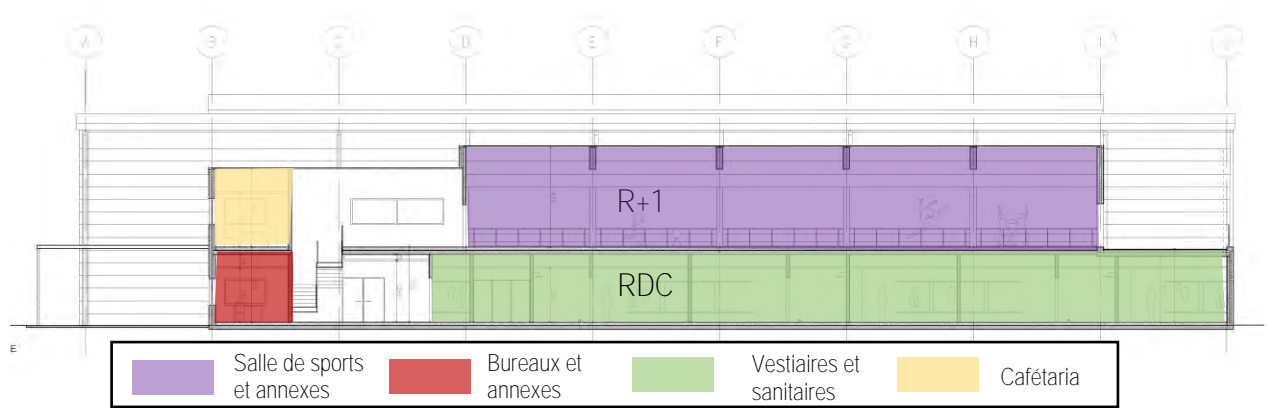 A B C D E F G H I J
R+1
RDC
E
Salle de sports
et annexes
Bureaux et
annexes
Vestiaires et
sanitaires
Cafétaria